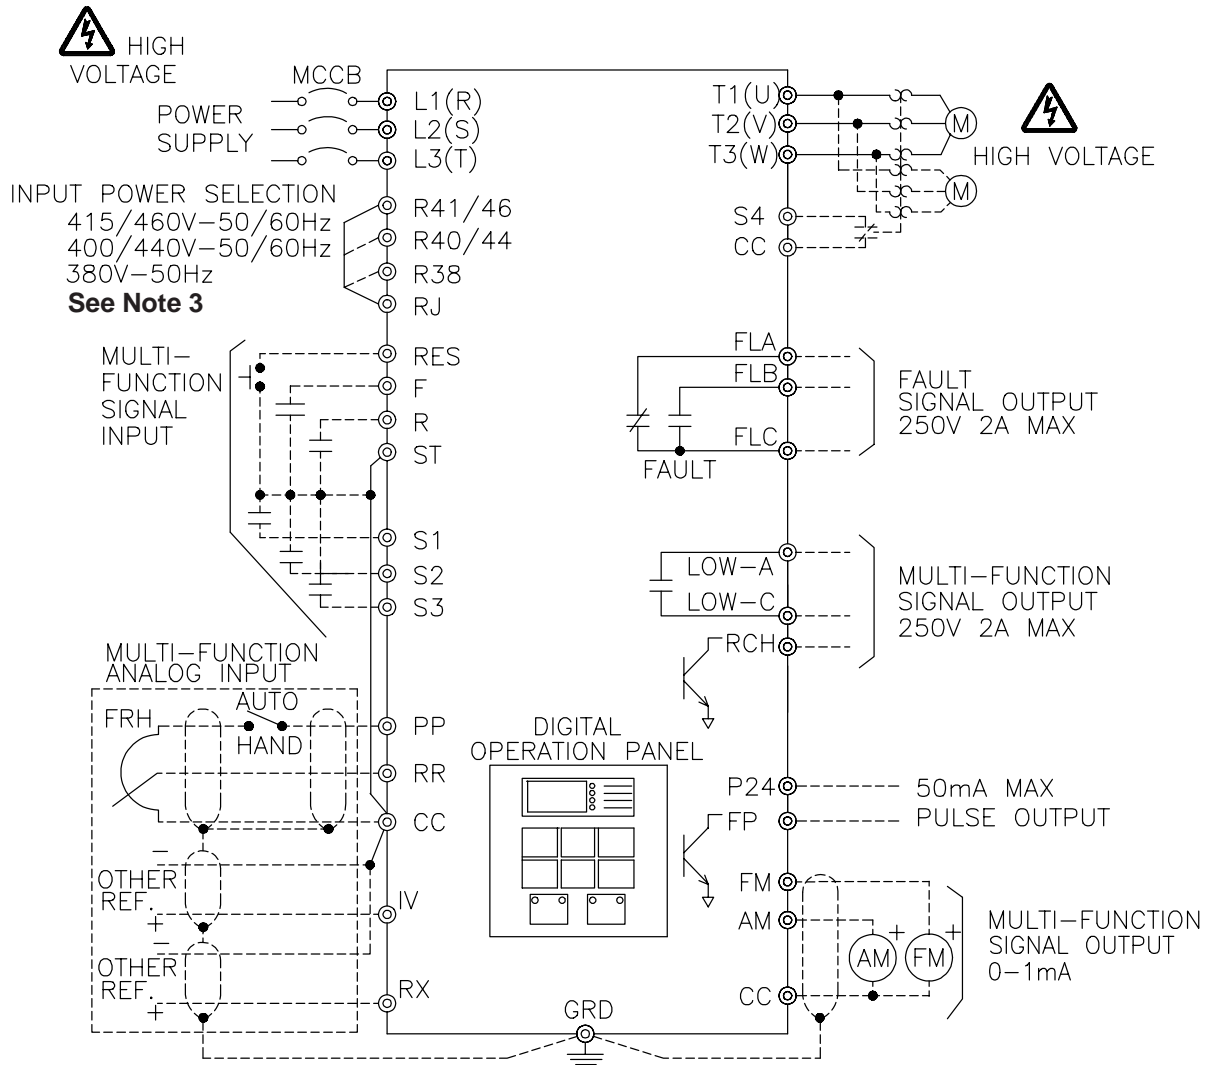 HIGH
VOLTAGE
MCCB
POWER
SUPPLY
L1(R)
L2(S)
L3(T)
INPUT POWER SELECTION
415/460V-50/60Hz
400/440V-50/60Hz
380V-50Hz
See Note 3
R41/46
R40/44
R38
RJ
MULTI-
FUNCTION
SIGNAL
INPUT
RES
F
R
ST
S1
S2
S3
MULTI-FUNCTION
ANALOG INPUT
AUTO
FRH
HAND
PP
RR
CC
-
OTHER
REF.
+
IV
-
OTHER
REF.
+
RX
DIGITAL
OPERATION PANEL
GRD
T1(U)
T2(V)
T3(W)
M
M
HIGH VOLTAGE
S4
CC
FLA
FLB
FLC
FAULT
FAULT
SIGNAL OUTPUT
250V 2A MAX
LOW-A
LOW-C
RCH
MULTI-FUNCTION
SIGNAL OUTPUT
250V 2A MAX
P24
50mA MAX
FP
PULSE OUTPUT
FM
AM
CC
+
+
AM
FM
MULTI-FUNCTION
SIGNAL OUTPUT
0-1mA